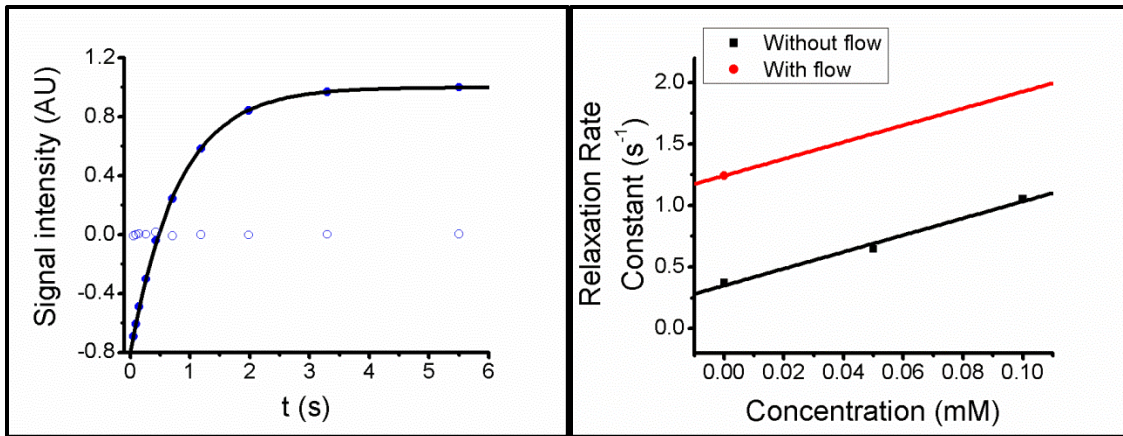 1.2
0.8
0.4
0.0
-0.4
-0.8
Signal intensity (AU)
0 1 2 3 4 5 6
t (s)
Without flow
With flow
2.0
1.5
1.0
0.5
0.0
Relaxation Rate
Constant (s⁻¹)
0.00 0.02 0.04 0.06 0.08 0.10
Concentration (mM)